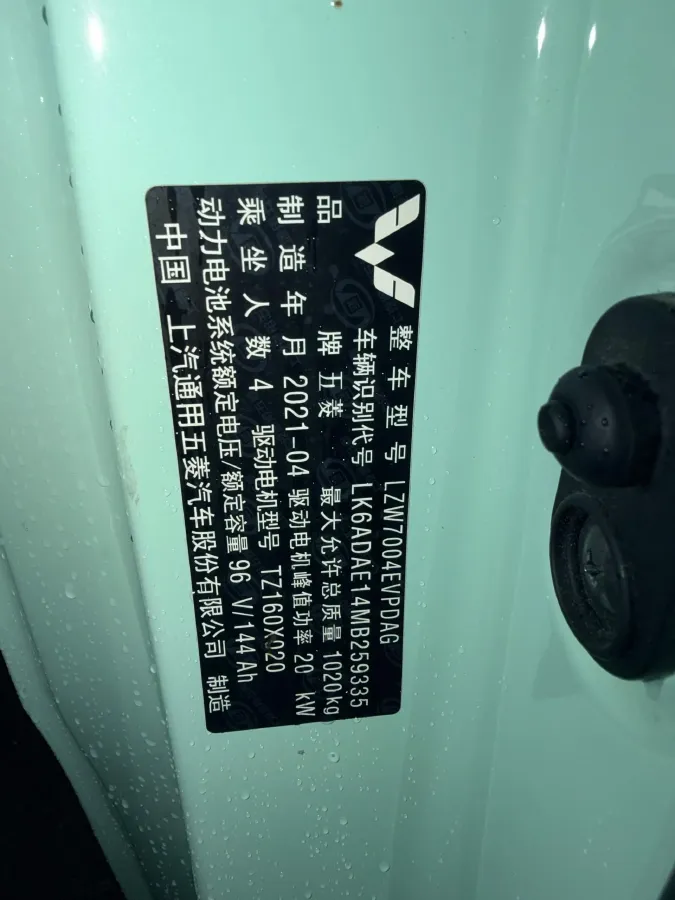 整车型号 LZW7004EVPDAG
车辆识别代号 LK6ADAE14MB259335
品牌 五菱 最大允许总质量 1020kg
制造年月 2021-04 驱动电机峰值功率 20 kW
乘坐人数 4 驱动电机型号 TZ160X020
动力电池系统额定电压/额定容量 96 V/144 Ah
中国 上汽通用五菱汽车股份有限公司 制造